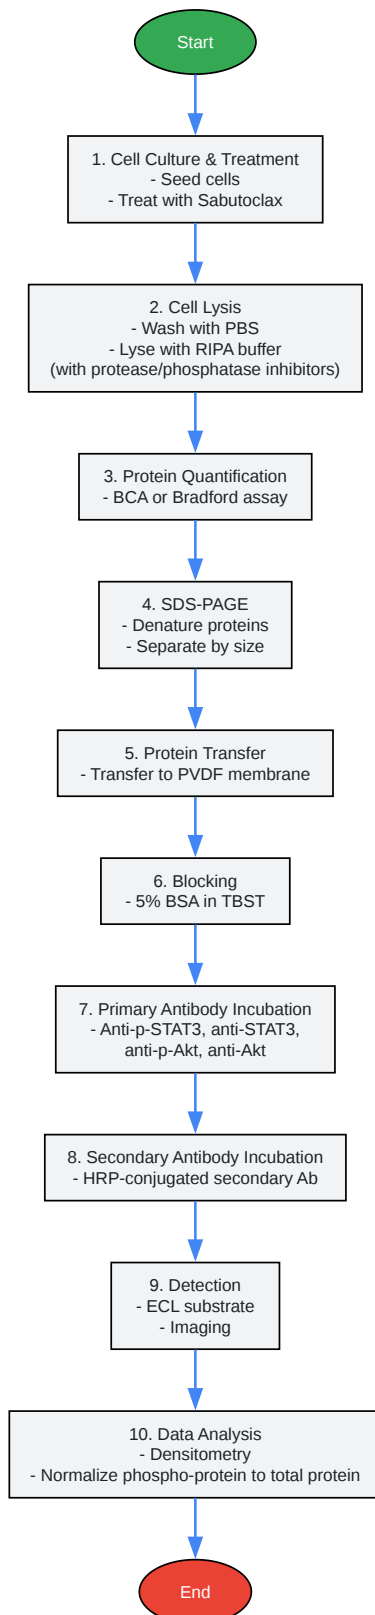 Start
1. Cell Culture & Treatment
- Seed cells
- Treat with Sabutoclax
2. Cell Lysis
- Wash with PBS
- Lyse with RIPA buffer
(with protease/phosphatase inhibitors)
3. Protein Quantification
- BCA or Bradford assay
4. SDS-PAGE
- Denature proteins
- Separate by size
5. Protein Transfer
- Transfer to PVDF membrane
6. Blocking
- 5% BSA in TBST
7. Primary Antibody Incubation
- Anti-p-STAT3, anti-STAT3,
anti-p-Akt, anti-Akt
8. Secondary Antibody Incubation
- HRP-conjugated secondary Ab
9. Detection
- ECL substrate
- Imaging
10. Data Analysis
- Densitometry
- Normalize phospho-protein to total protein
End